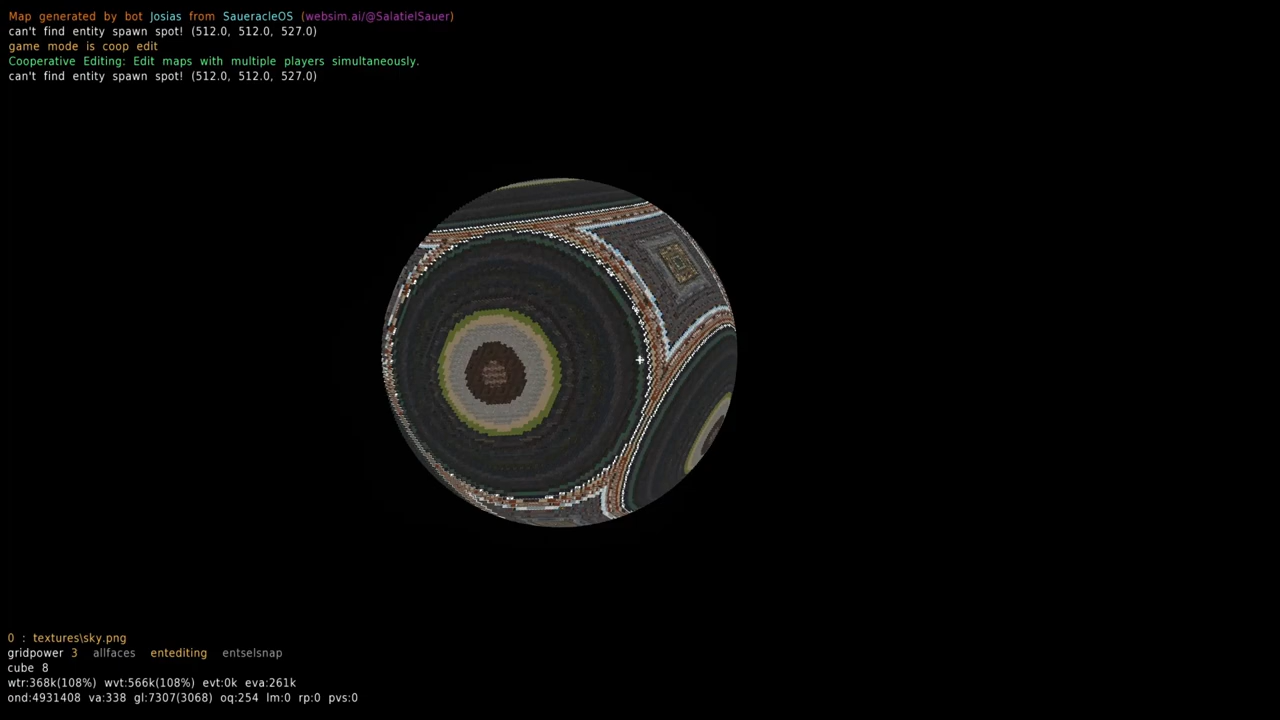 Map generated by bot Josias from SaueracleOS (websim.ai/@SalatielSauer)
can't find entity spawn spot! (512.0, 512.0, 527.0)
game mode is coop edit
Cooperative Editing: Edit maps with multiple players simultaneously.
can't find entity spawn spot! (512.0, 512.0, 527.0)
0 : textures\sky.png
gridpower 3 allfaces entediting entselsnap
cube 8
wtr:368k(108%) wvt:566k(108%) evt:0k eva:261k
ond:4931408 va:338 gl:7307(3068) oq:254 lm:0 rp:0 pvs:0